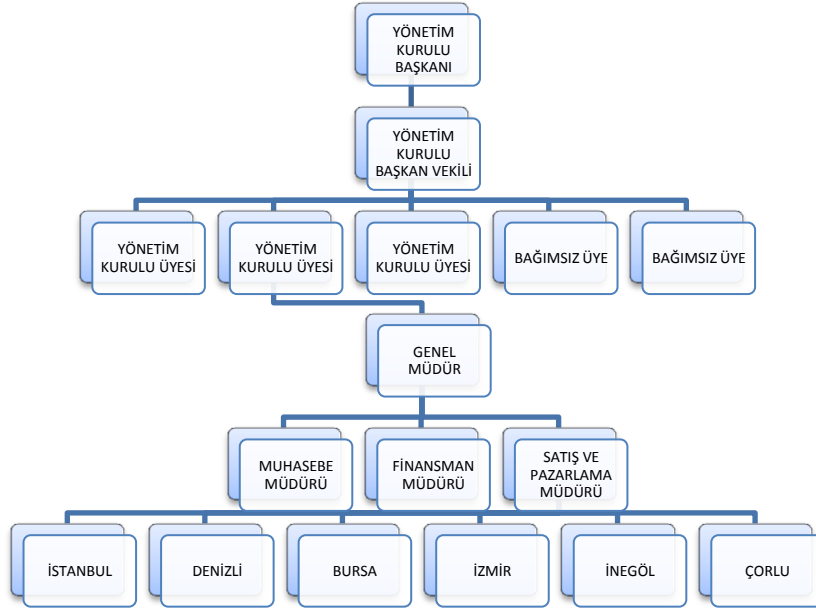 YÖNETİM
KURULU
BAŞKANI
YÖNETİM
KURULU
BAŞKAN VEKİLİ
YÖNETİM
KURULU ÜYESİ
YÖNETİM
KURULU ÜYESİ
YÖNETİM
KURULU ÜYESİ
BAĞIMSIZ ÜYE
BAĞIMSIZ ÜYE
GENEL
MÜDÜR
MUHASEBE
MÜDÜRÜ
FİNANSMAN
MÜDÜRÜ
SATIŞ VE
PAZARLAMA
MÜDÜRÜ
İSTANBUL
DENİZLİ
BURSA
İZMİR
İNEGÖL
ÇORLU